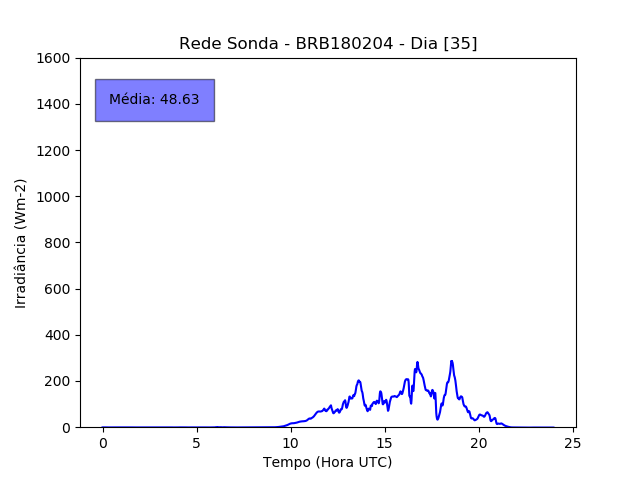 Rede Sonda - BRB180204 - Dia [35]
1600
1400
1200
1000
800
600
400
200
0
Irradiância (Wm-2)
Média: 48.63
0 5 10 15 20 25
Tempo (Hora UTC)